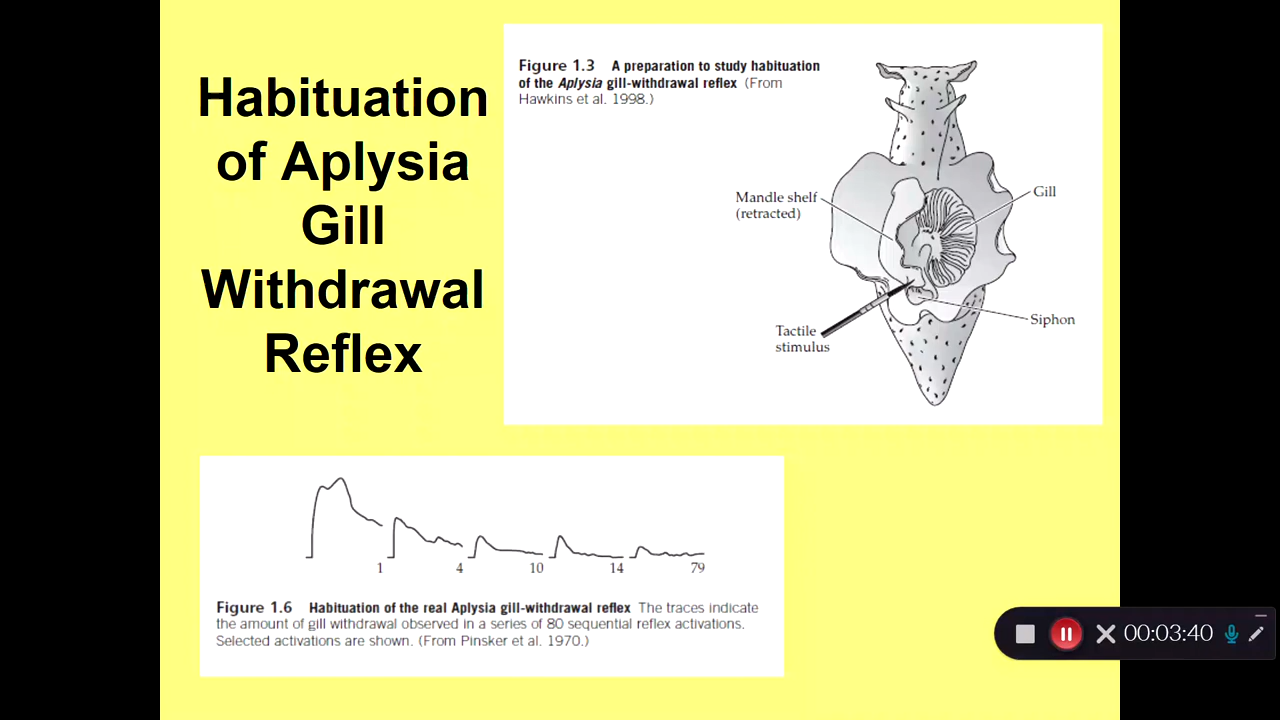 Habituation
of Aplysia
Gill
Withdrawal
Reflex
Figure 1.3 A preparation to study habituation
of the Aplysia gill-withdrawal reflex (From
Hawkins et al. 1998.)
Mandle shelf
(retracted)
Gill
Tactile
stimulus
Siphon
1 4 10 14 79
Figure 1.6 Habituation of the real Aplysia gill-withdrawal reflex The traces indicate
the amount of gill withdrawal observed in a series of 80 sequential reflex activations.
Selected activations are shown. (From Pinsker et al. 1970.)
00:03:40